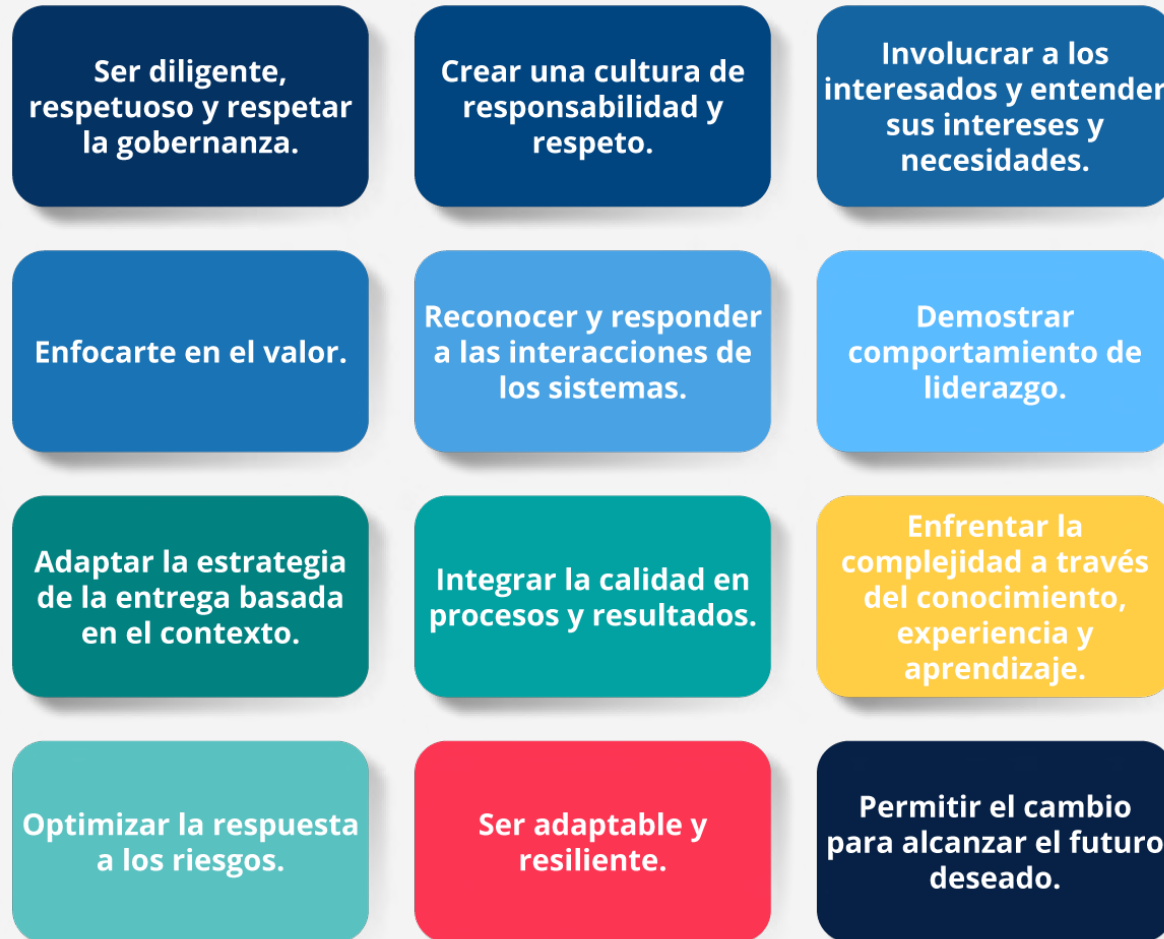 Ser diligente,
respetuoso y respetar
la gobernanza.
Crear una cultura de
responsabilidad y
respeto.
Involucrar a los
interesados y entender
sus intereses y
necesidades.
Enfocarte en el valor.
Reconocer y responder
a las interacciones de
los sistemas.
Demostrar
comportamiento de
liderazgo.
Adaptar la estrategia
de la entrega basada
en el contexto.
Integrar la calidad en
procesos y resultados.
Enfrentar la
complejidad a través
del conocimiento,
experiencia y
aprendizaje.
Optimizar la respuesta
a los riesgos.
Ser adaptable y
resiliente.
Permitir el cambio
para alcanzar el futuro
deseado.